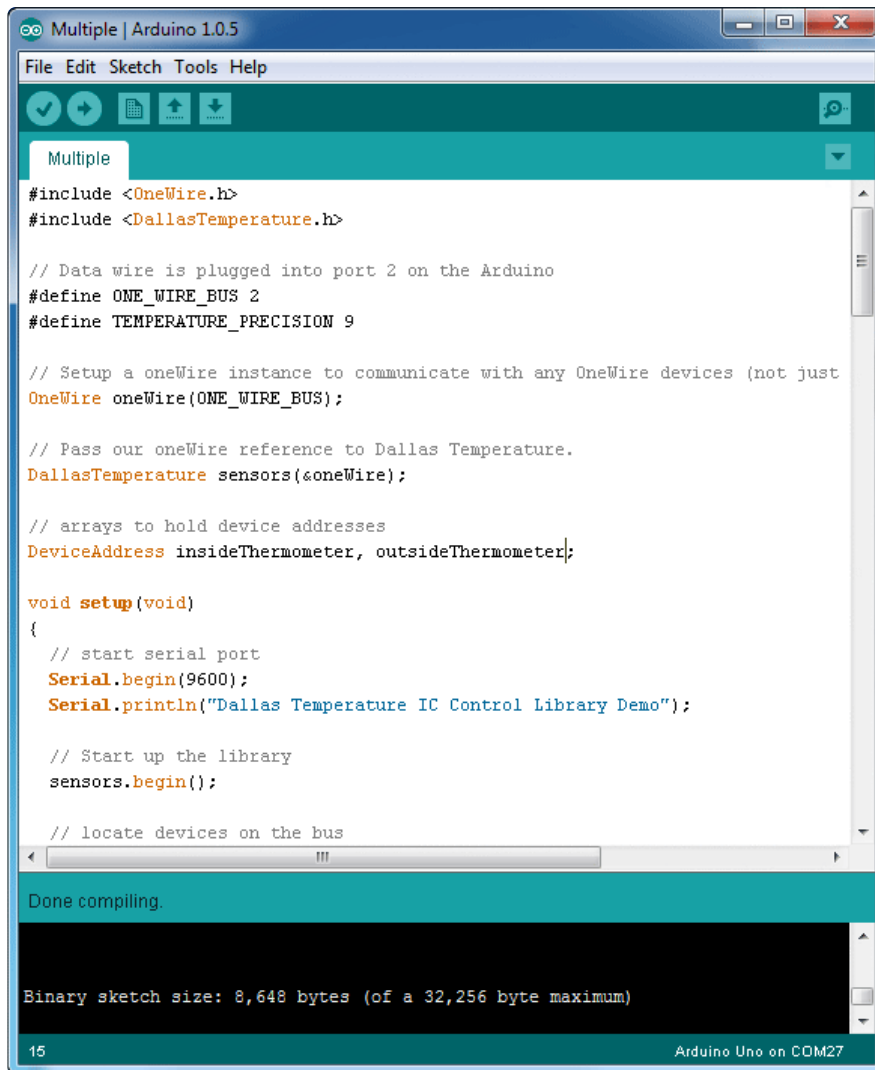 Multiple | Arduino 1.0.5
File Edit Sketch Tools Help
Multiple
#include <OneWire.h>
#include <DallasTemperature.h>
// Data wire is plugged into port 2 on the Arduino
#define ONE_WIRE_BUS 2
#define TEMPERATURE_PRECISION 9
// Setup a oneWire instance to communicate with any OneWire devices (not just
OneWire oneWire(ONE_WIRE_BUS);
// Pass our oneWire reference to Dallas Temperature.
DallasTemperature sensors(&oneWire);
// arrays to hold device addresses
DeviceAddress insideThermometer, outsideThermometer;
void setup(void)
{
// start serial port
Serial.begin(9600);
Serial.println("Dallas Temperature IC Control Library Demo");
// Start up the library
sensors.begin();
// locate devices on the bus
Done compiling.
Binary sketch size: 8,648 bytes (of a 32,256 byte maximum)
15 Arduino Uno on COM27